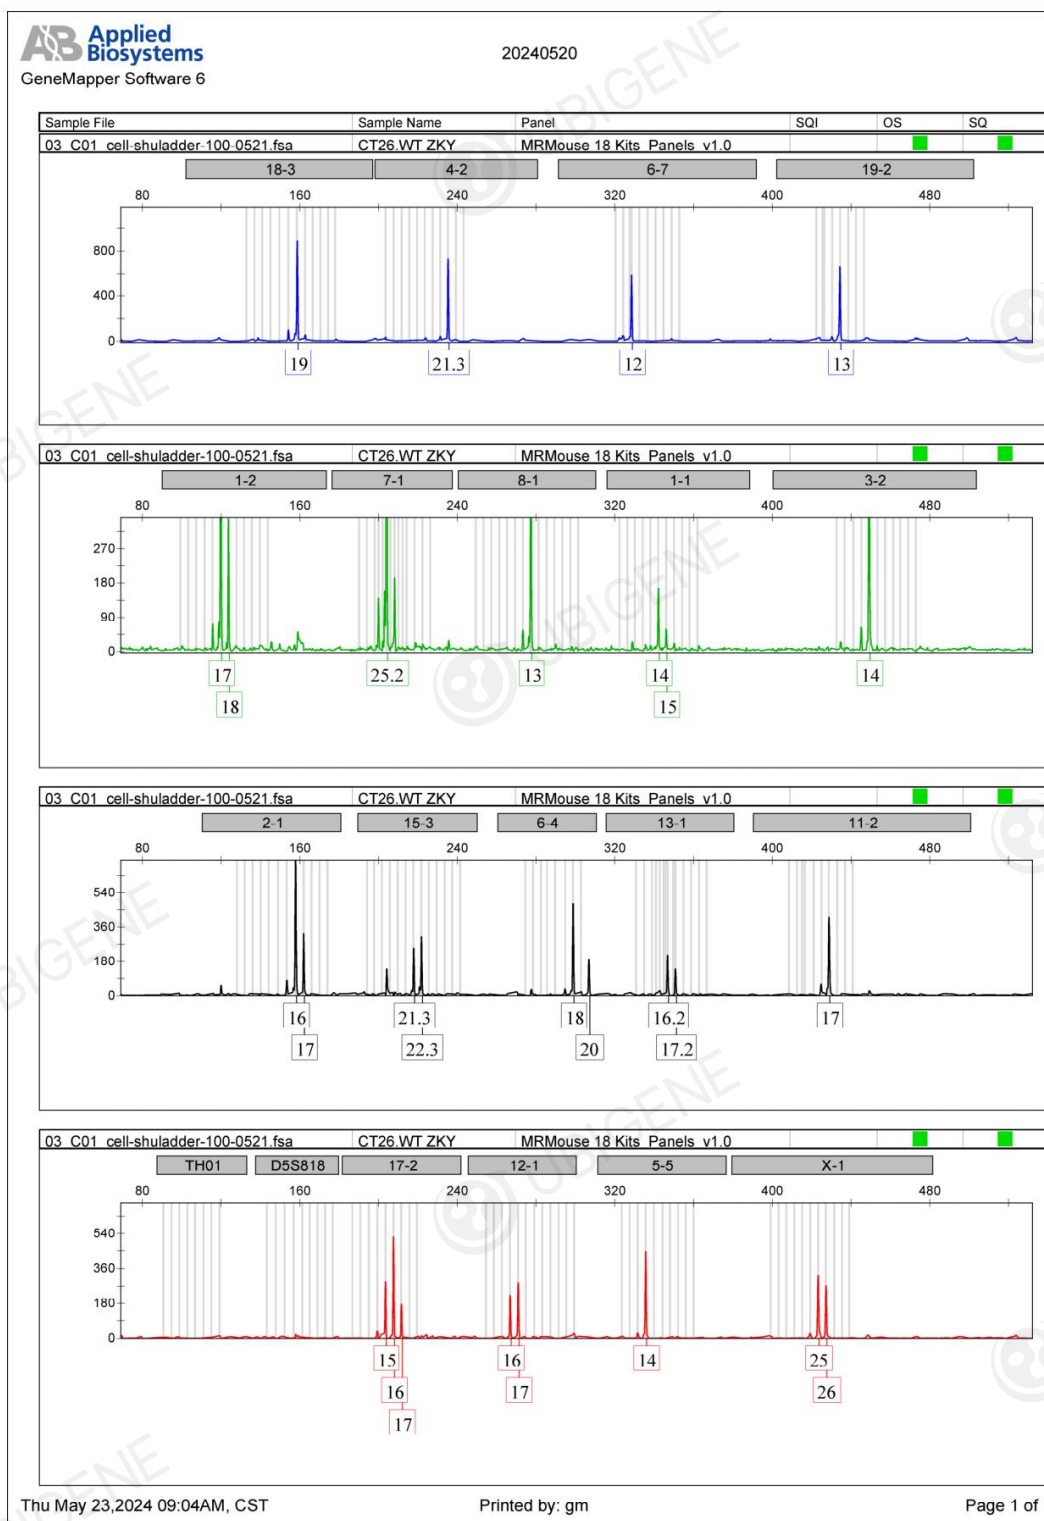 AB Applied
Biosystems
GeneMapper Software 6
20240520
Sample File Sample Name Panel SQI OS SQ
03_C01_cell-shuladder-100-0521.fsa CT26.WT ZKY MRMouse 18 Kits_Panels_v1.0
18-3 4-2 6-7 19-2
80 160 240 320 400 480
800
400
0
19 21.3 12 13
03_C01_cell-shuladder-100-0521.fsa CT26.WT ZKY MRMouse 18 Kits_Panels_v1.0
1-2 7-1 8-1 1-1 3-2
80 160 240 320 400 480
270
180
90
0
17 25.2 13 14 14
18 15
03_C01_cell-shuladder-100-0521.fsa CT26.WT ZKY MRMouse 18 Kits_Panels_v1.0
2-1 15-3 6-4 13-1 11-2
80 160 240 320 400 480
540
360
180
0
16 21.3 18 16.2 17
17 22.3 20 17.2
03_C01_cell-shuladder-100-0521.fsa CT26.WT ZKY MRMouse 18 Kits_Panels_v1.0
TH01 D5S818 17-2 12-1 5-5 X-1
80 160 240 320 400 480
540
360
180
0
15 16 14 25
16 17 26
17
Thu May 23,2024 09:04AM, CST Printed by: gm Page 1 of
UBIGENE
UBIGENE
UBIGENE
UBIGENE
UBIGENE